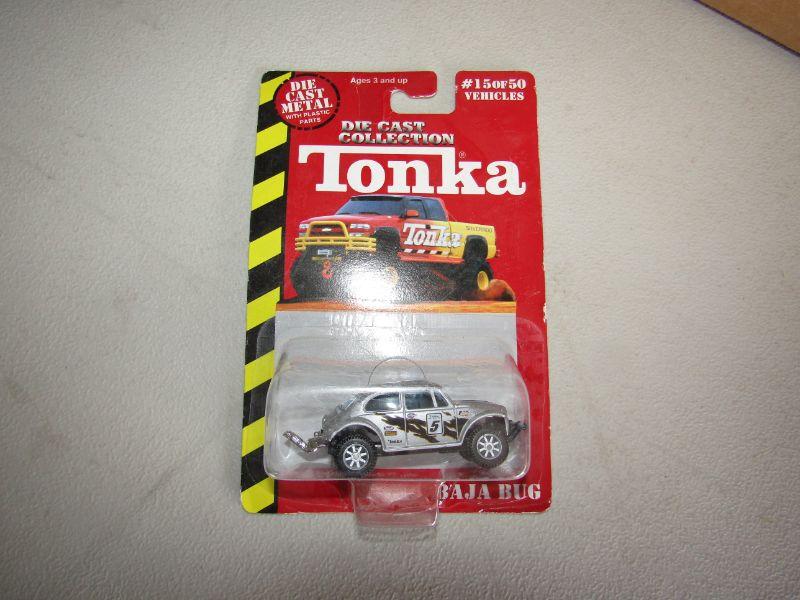 DIE
CAST
METAL
WITH PLASTIC
PARTS
Ages 3 and up
#15 OF 50
VEHICLES
DIE CAST
COLLECTION
Tonka®
SILVERADO
Tonka
5
BAJA BUG